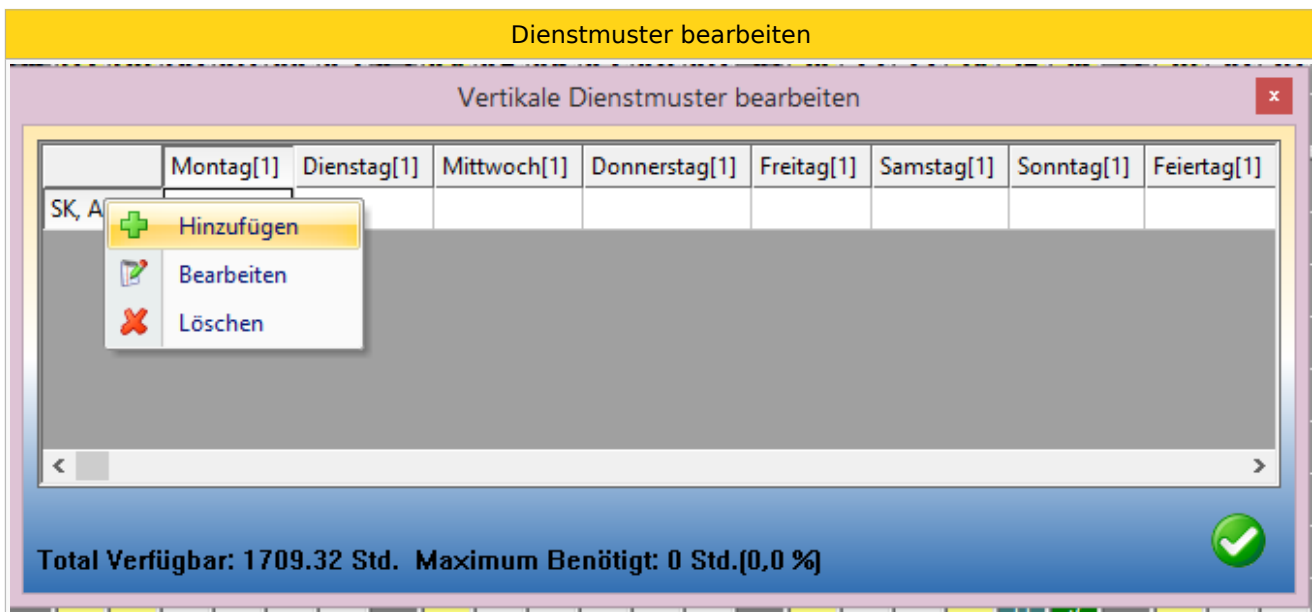 Dienstmuster bearbeiten
Vertikale Dienstmuster bearbeiten
x
Montag[1] Dienstag[1] Mittwoch[1] Donnerstag[1] Freitag[1] Samstag[1] Sonntag[1] Feiertag[1]
SK, A
Hinzufügen
Bearbeiten
Löschen
Total Verfügbar: 1709.32 Std. Maximum Benötigt: 0 Std.(0,0 %)